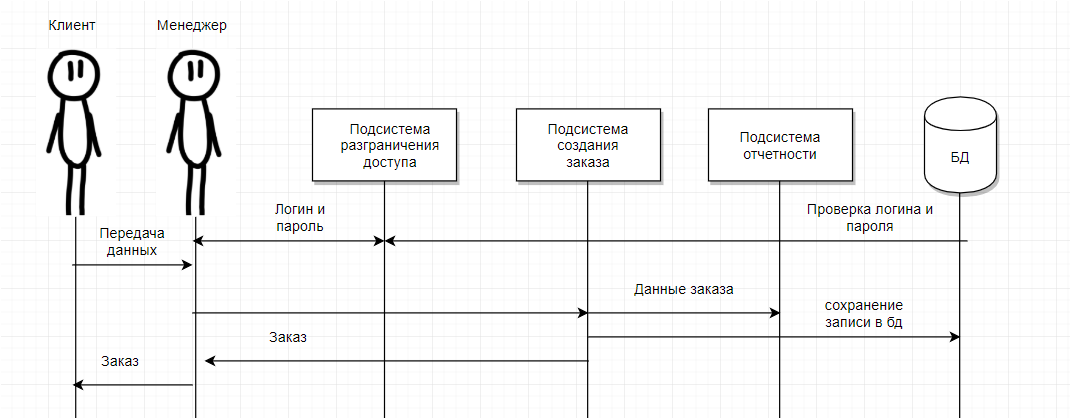 Клиент
Менеджер
Подсистема
разграничения
доступа
Подсистема
создания
заказа
Подсистема
отчетности
БД
Логин и
пароль
Проверка логина и
пароля
Передача
данных
Данные заказа
сохранение
записи в бд
Заказ
Заказ